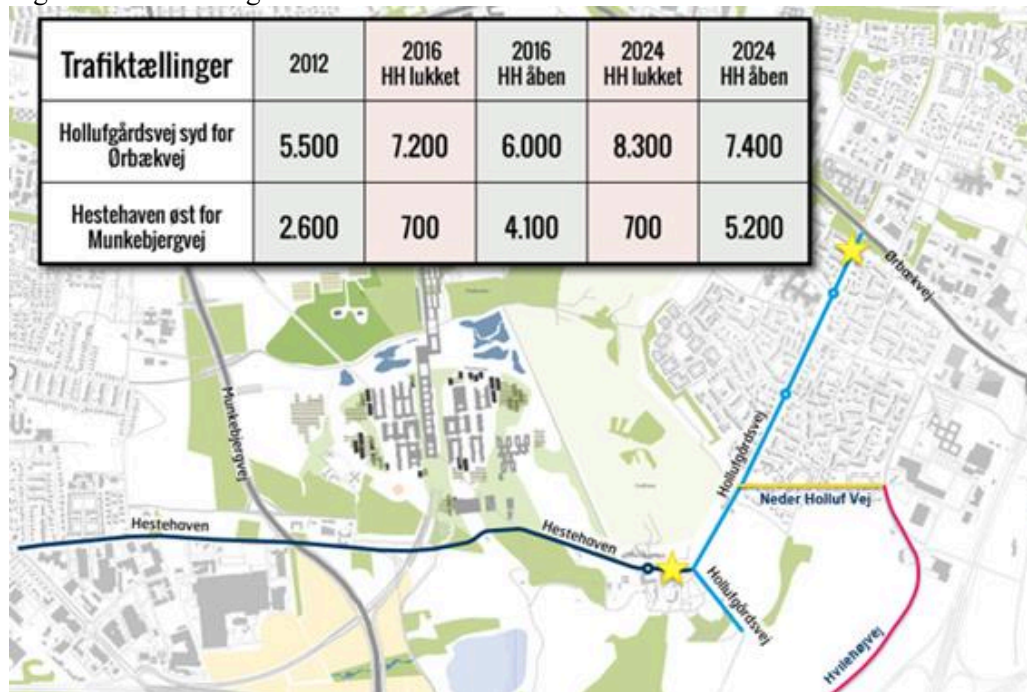 Trafiktællinger
2012
2016
HH lukket
2016
HH åben
2024
HH lukket
2024
HH åben
Hollufgårdsvej syd for
Ørbækvej
5.500
7.200
6.000
8.300
7.400
Hestehaven øst for
Munkebjergvej
2.600
700
4.100
700
5.200
Ørbækvej
Munkebjergvej
Hollufgårdsvej
Neder Holluf Vej
Hestehaven
Hestehaven
Hollufgårdsvej
Hvilehøjvej